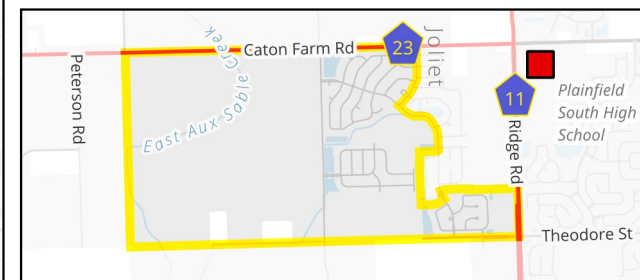 Caton Farm Rd
23
Joliet
Creek
East Aux Sable
Peterson Rd
11
Ridge Rd
Plainfield
South High
School
Theodore St